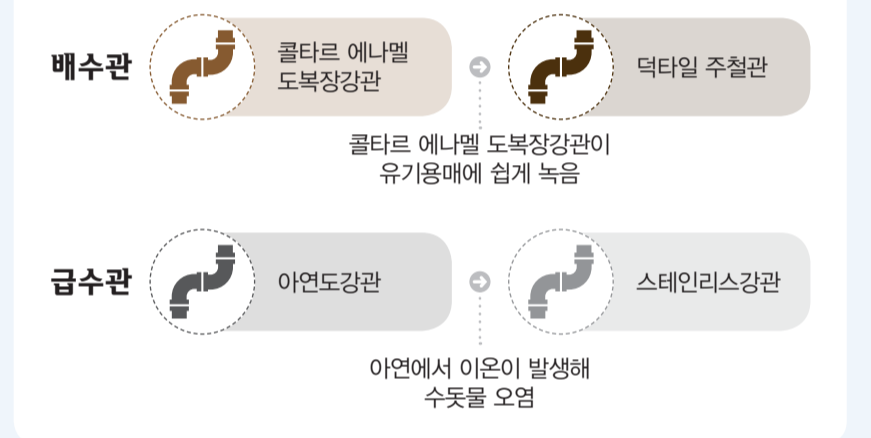 배수관
콜타르 에나멜
도복장강관
덕타일 주철관
콜타르 에나멜 도복장강관이
유기용매에 쉽게 녹음
급수관
아연도강관
스테인리스강관
아연에서 이온이 발생해
수돗물 오염